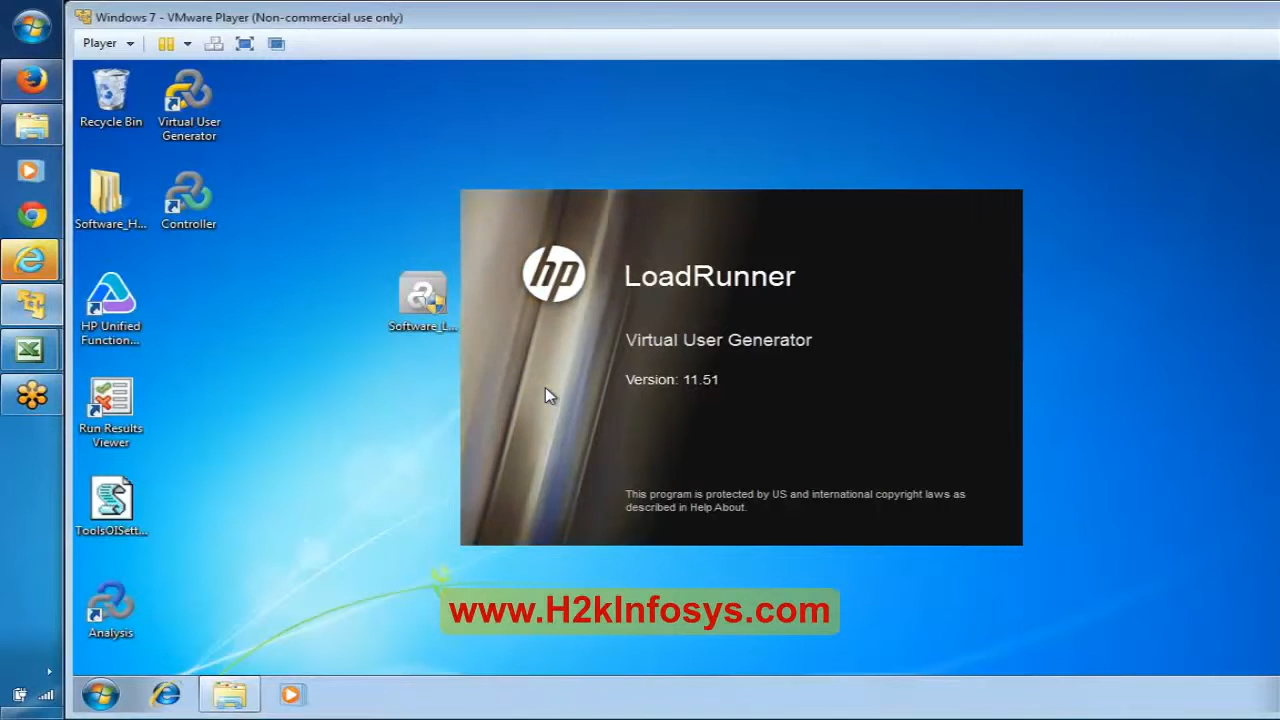 Windows 7 - VMware Player (Non-commercial use only)
Player
Recycle Bin
Virtual User
Generator
Software_H...
Controller
HP Unified
Function...
Software_L...
Run Results
Viewer
ToolsOISett...
Analysis
hp
LoadRunner
Virtual User Generator
Version: 11.51
This program is protected by US and international copyright laws as
described in Help About.
www.H2kInfosys.com